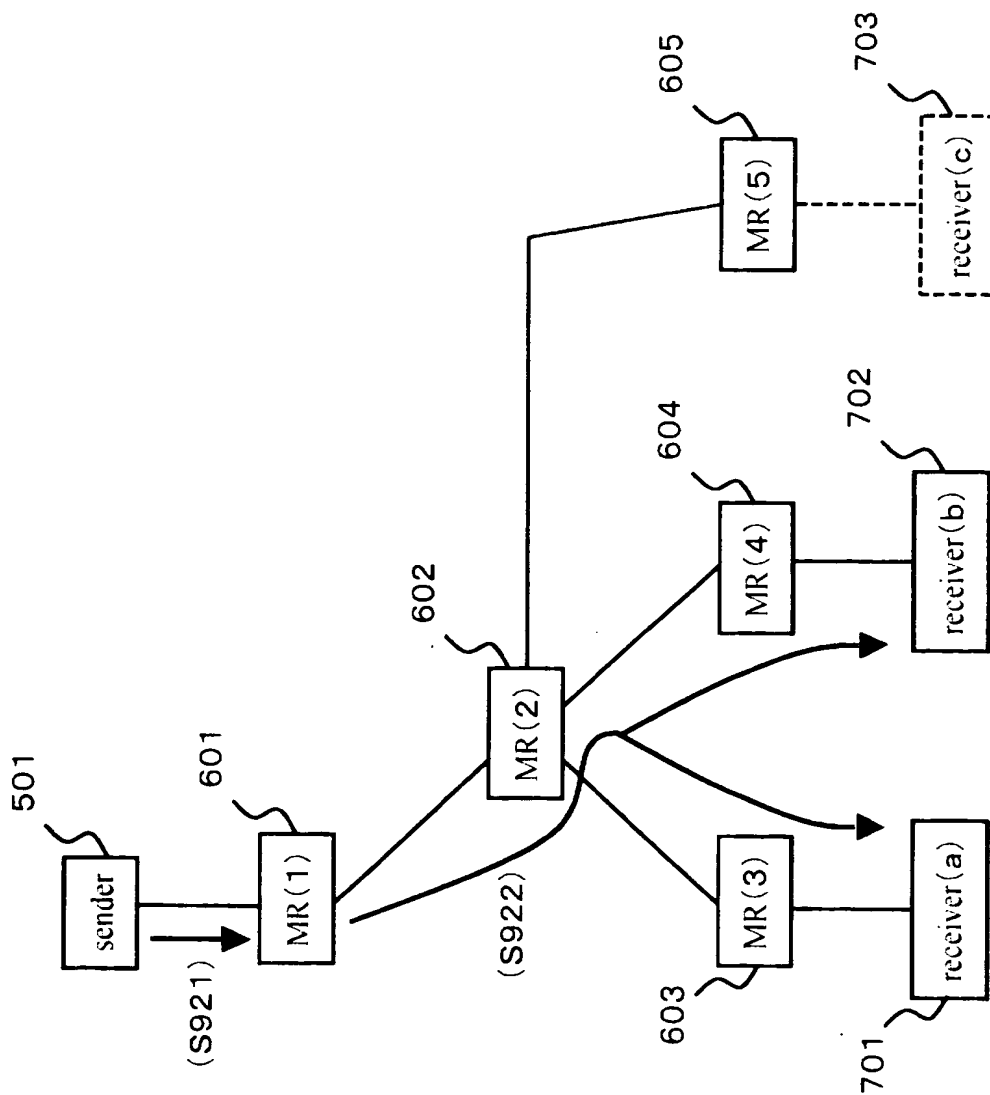 501
sender
(S921)
601
MR(1)
602
MR(2)
(S922)
603
MR(3)
604
MR(4)
605
MR(5)
701
receiver(a)
702
receiver(b)
703
receiver(c)